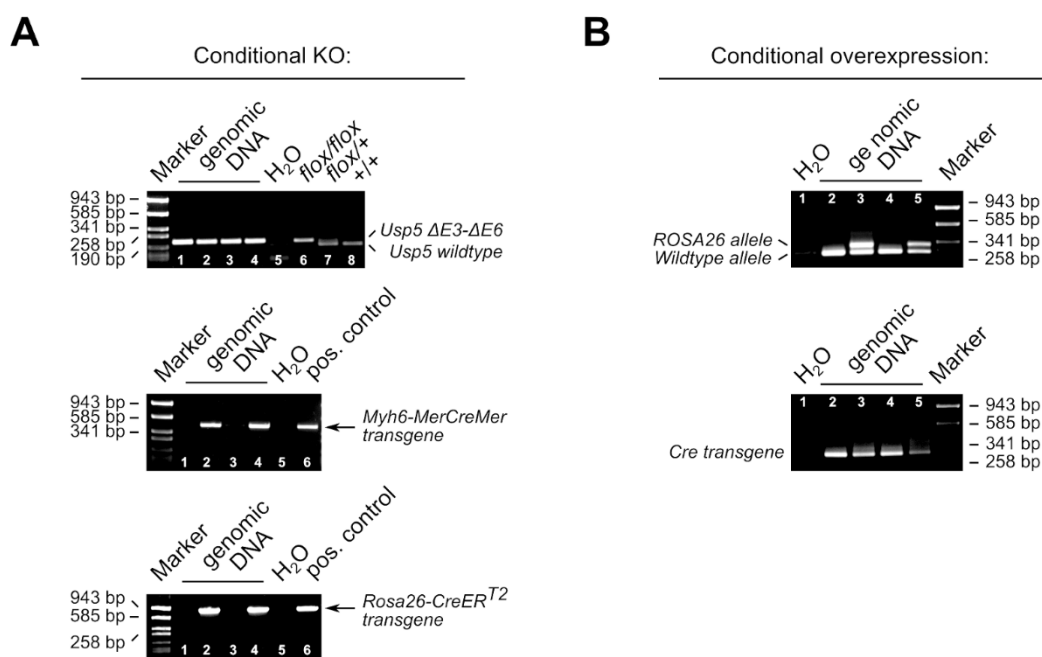 A
Conditional KO:
Marker
genomic
DNA
H₂O
flox/flox
flox/+
+/+
943 bp
585 bp
341 bp
258 bp
190 bp
1 2 3 4 5 6 7 8
Usp5 ΔE3-ΔE6
Usp5 wildtype
Marker
genomic
DNA
H₂O
pos. control
943 bp
585 bp
341 bp
1 2 3 4 5 6
Myh6-MerCreMer
transgene
Marker
genomic
DNA
H₂O
pos. control
943 bp
585 bp
258 bp
1 2 3 4 5 6
Rosa26-CreERᵀ²
transgene
B
Conditional overexpression:
H₂O
ge nomic
DNA
Marker
1 2 3 4 5
ROSA26 allele
Wildtype allele
943 bp
585 bp
341 bp
258 bp
H₂O
genomic
DNA
Marker
1 2 3 4 5
Cre transgene
943 bp
585 bp
341 bp
258 bp